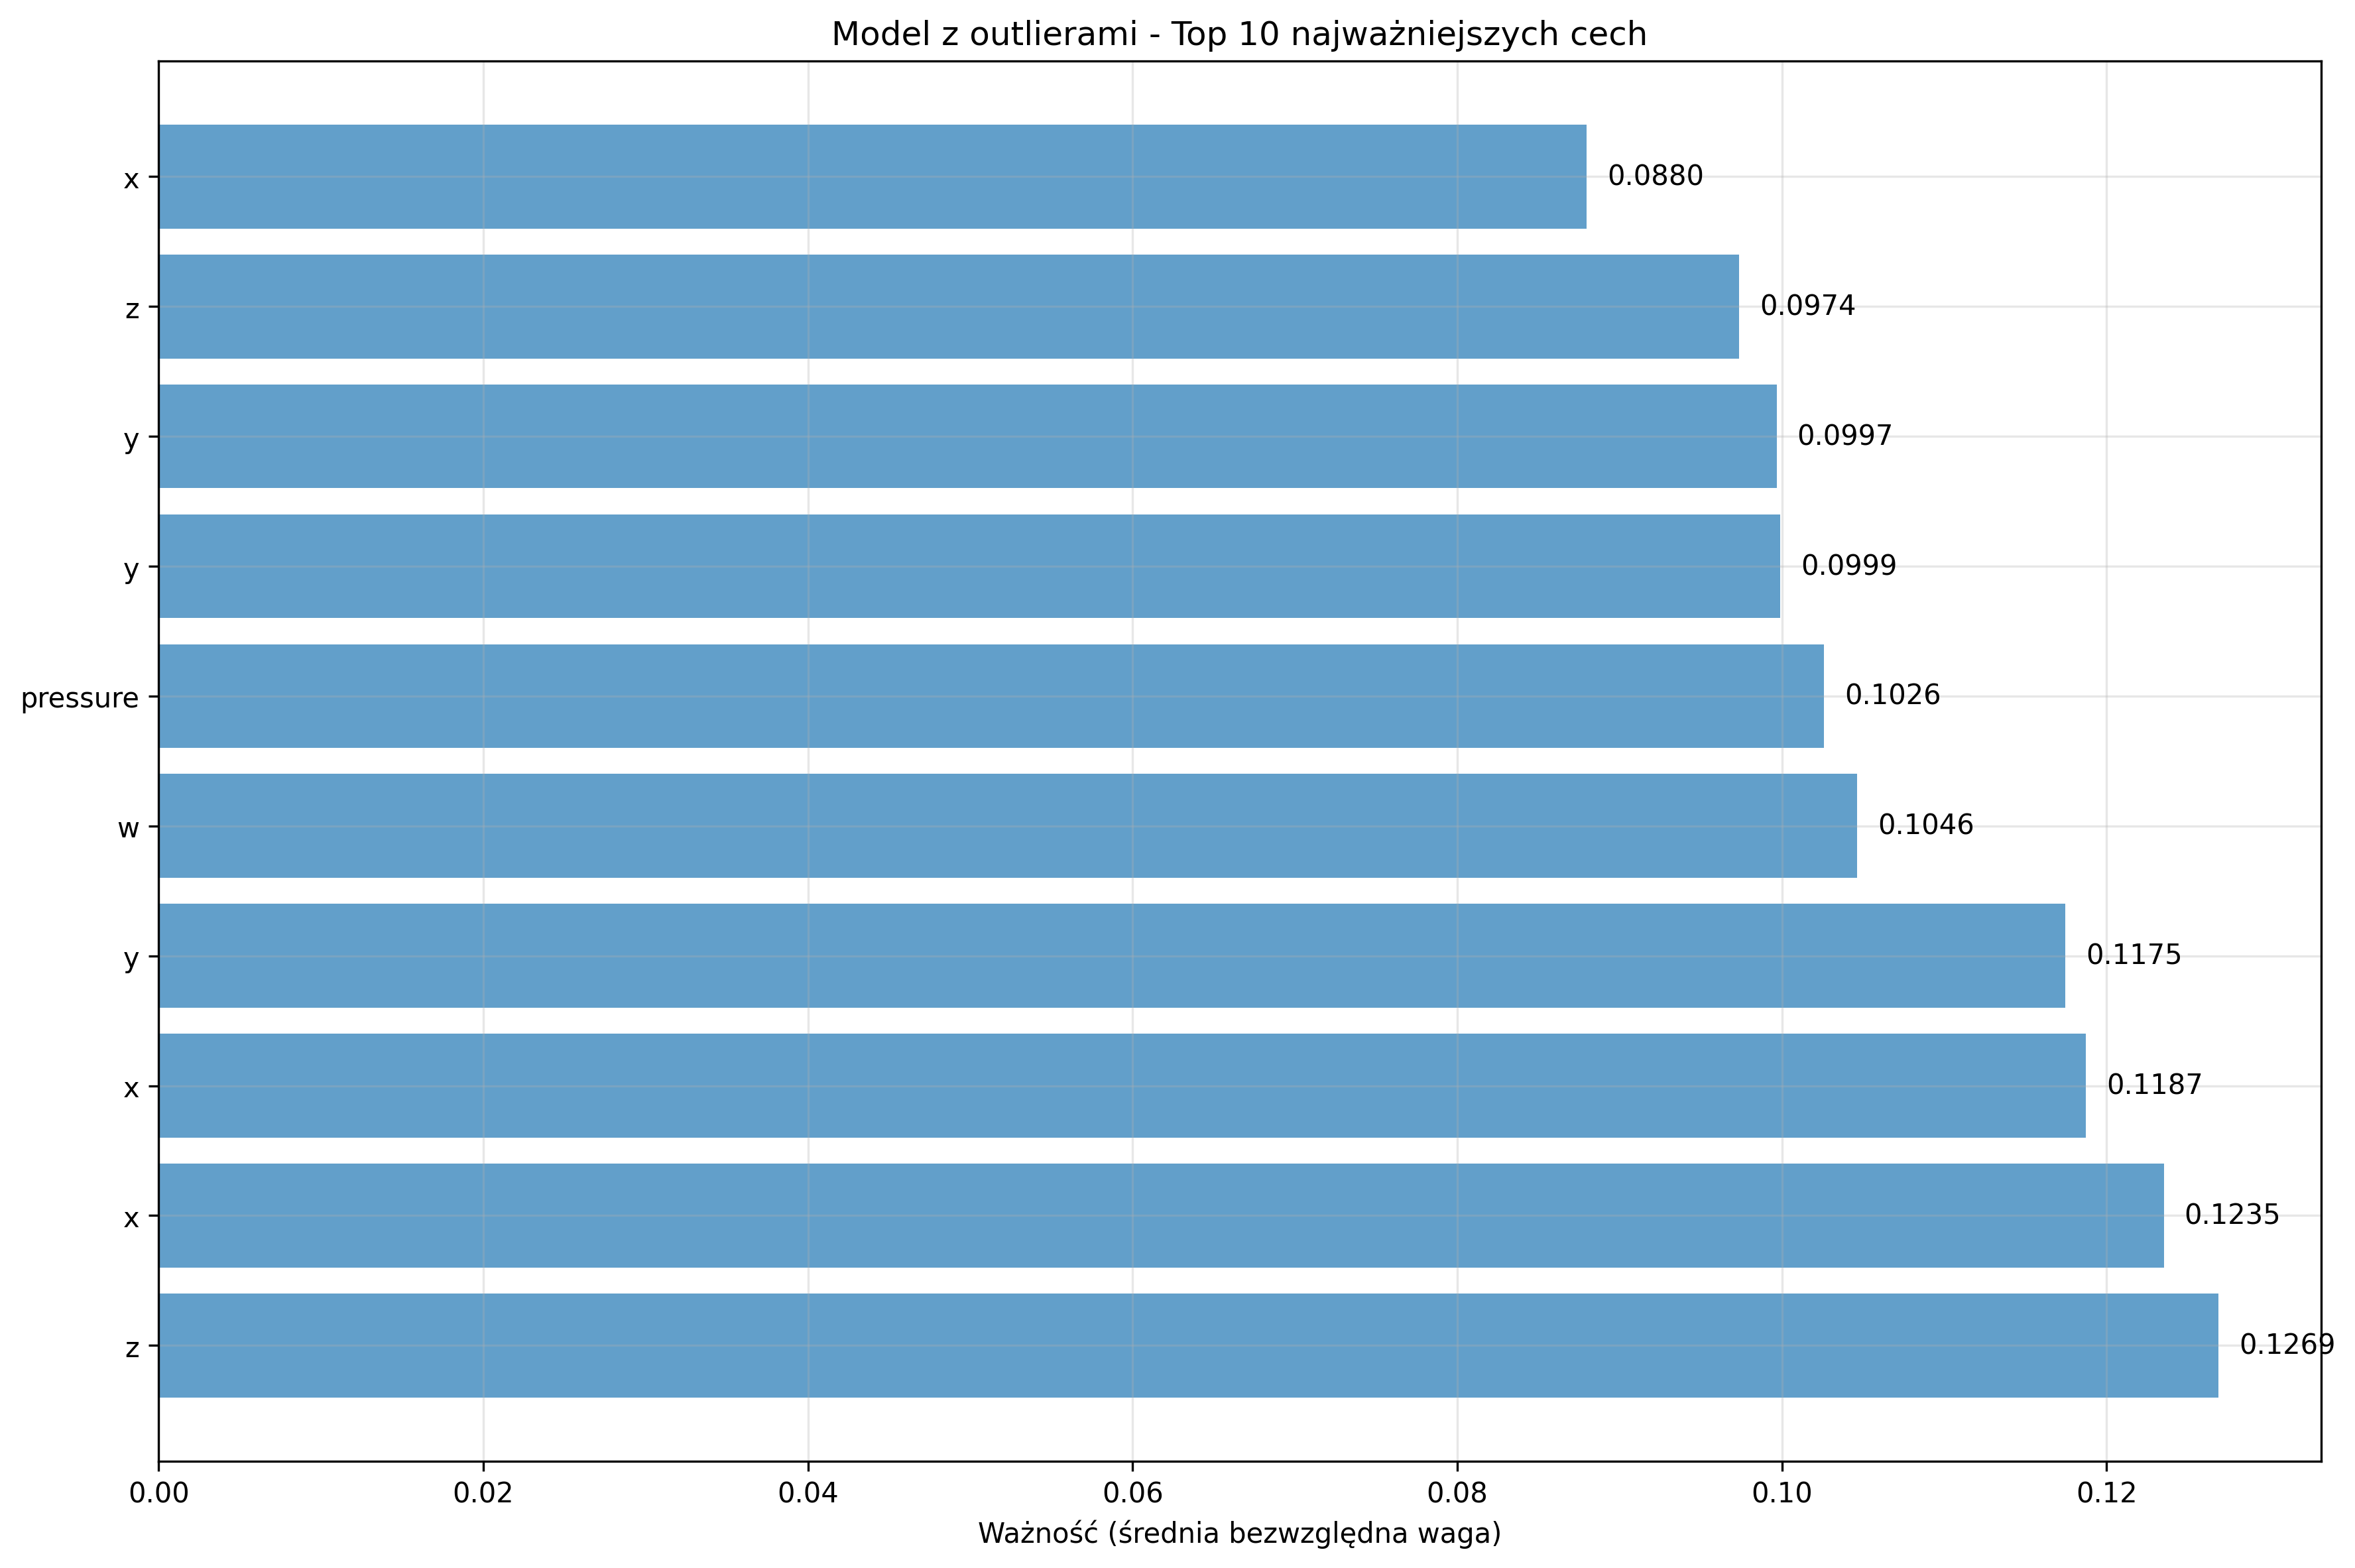 Model z outlierami - Top 10 najważniejszych cech
x 0.0880
z 0.0974
y 0.0997
y 0.0999
pressure 0.1026
w 0.1046
y 0.1175
x 0.1187
x 0.1235
z 0.1269
0.00 0.02 0.04 0.06 0.08 0.10 0.12
Ważność (średnia bezwzględna waga)